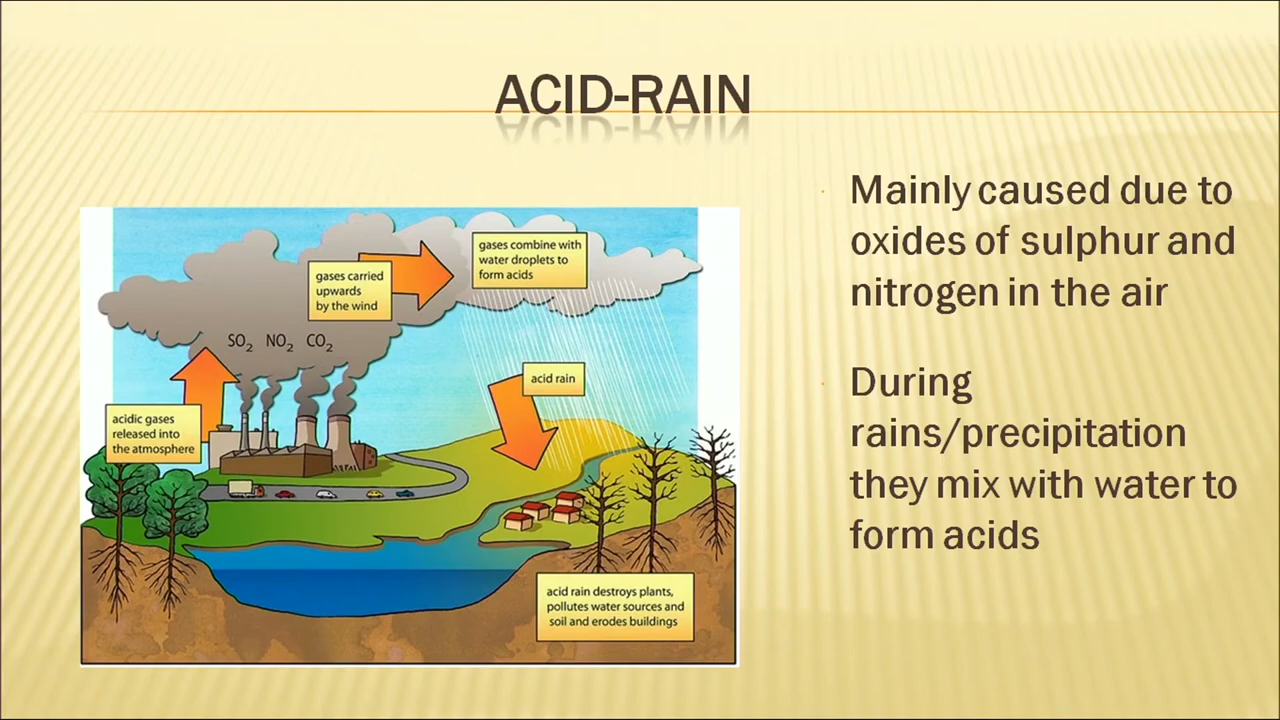 ACID-RAIN
gases combine with
water droplets to
form acids
gases carried
upwards
by the wind
SO2 NO2 CO2
acid rain
acidic gases
released into
the atmosphere
acid rain destroys plants,
pollutes water sources and
soil and erodes buildings
Mainly caused due to
oxides of sulphur and
nitrogen in the air
During
rains/precipitation
they mix with water to
form acids